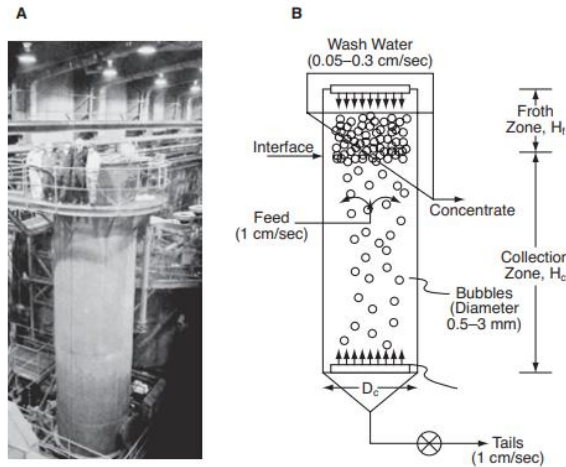 A
B
Wash Water
(0.05–0.3 cm/sec)
Froth
Zone, Hf
Interface
Concentrate
Feed
(1 cm/sec)
Collection
Zone, Hc
Bubbles
(Diameter
0.5–3 mm)
Dc
Tails
(1 cm/sec)